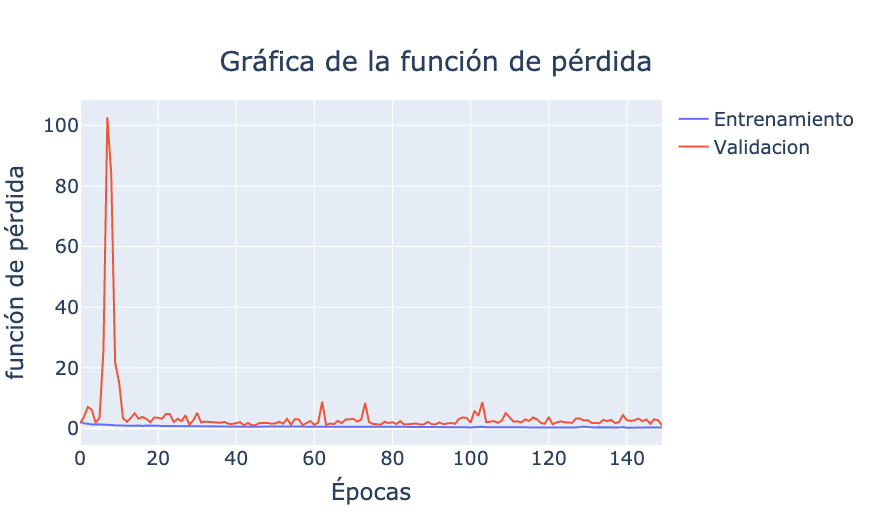 Gráfica de la función de pérdida
función de pérdida
100
80
60
40
20
0
0 20 40 60 80 100 120 140
Épocas
Entrenamiento
Validacion